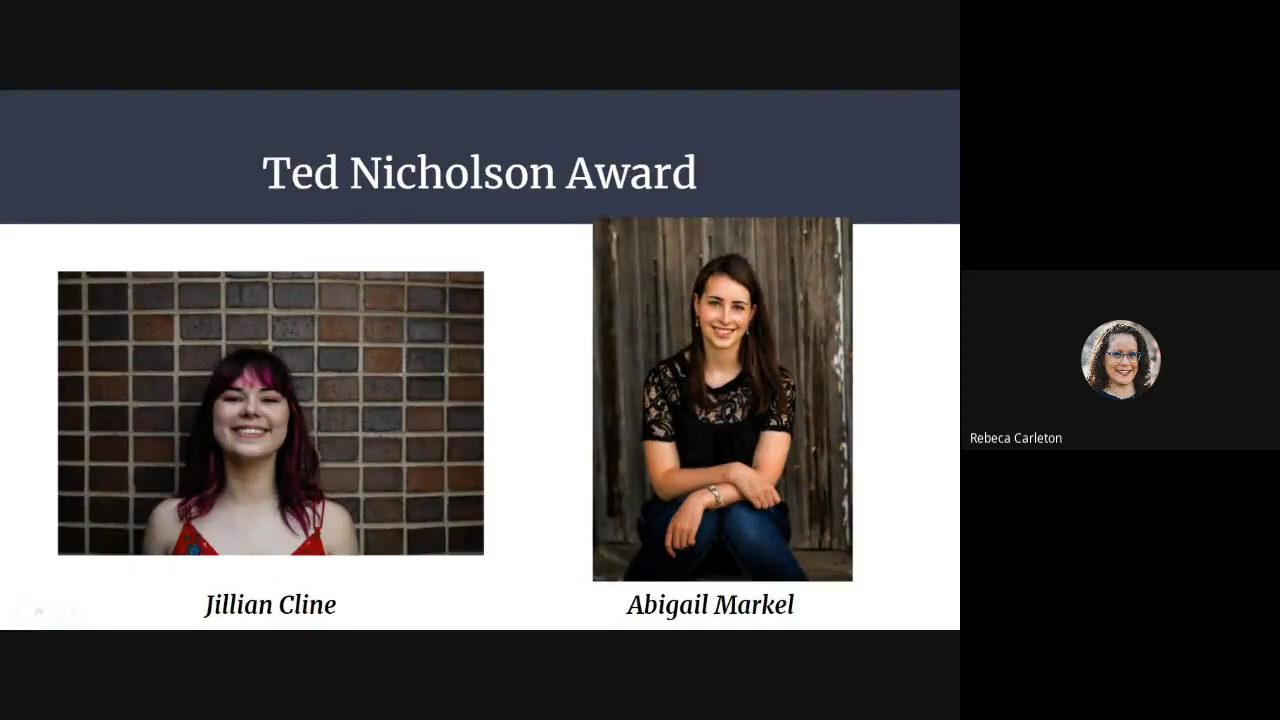 Ted Nicholson Award
Jillian Cline
Abigail Markel
Rebeca Carleton